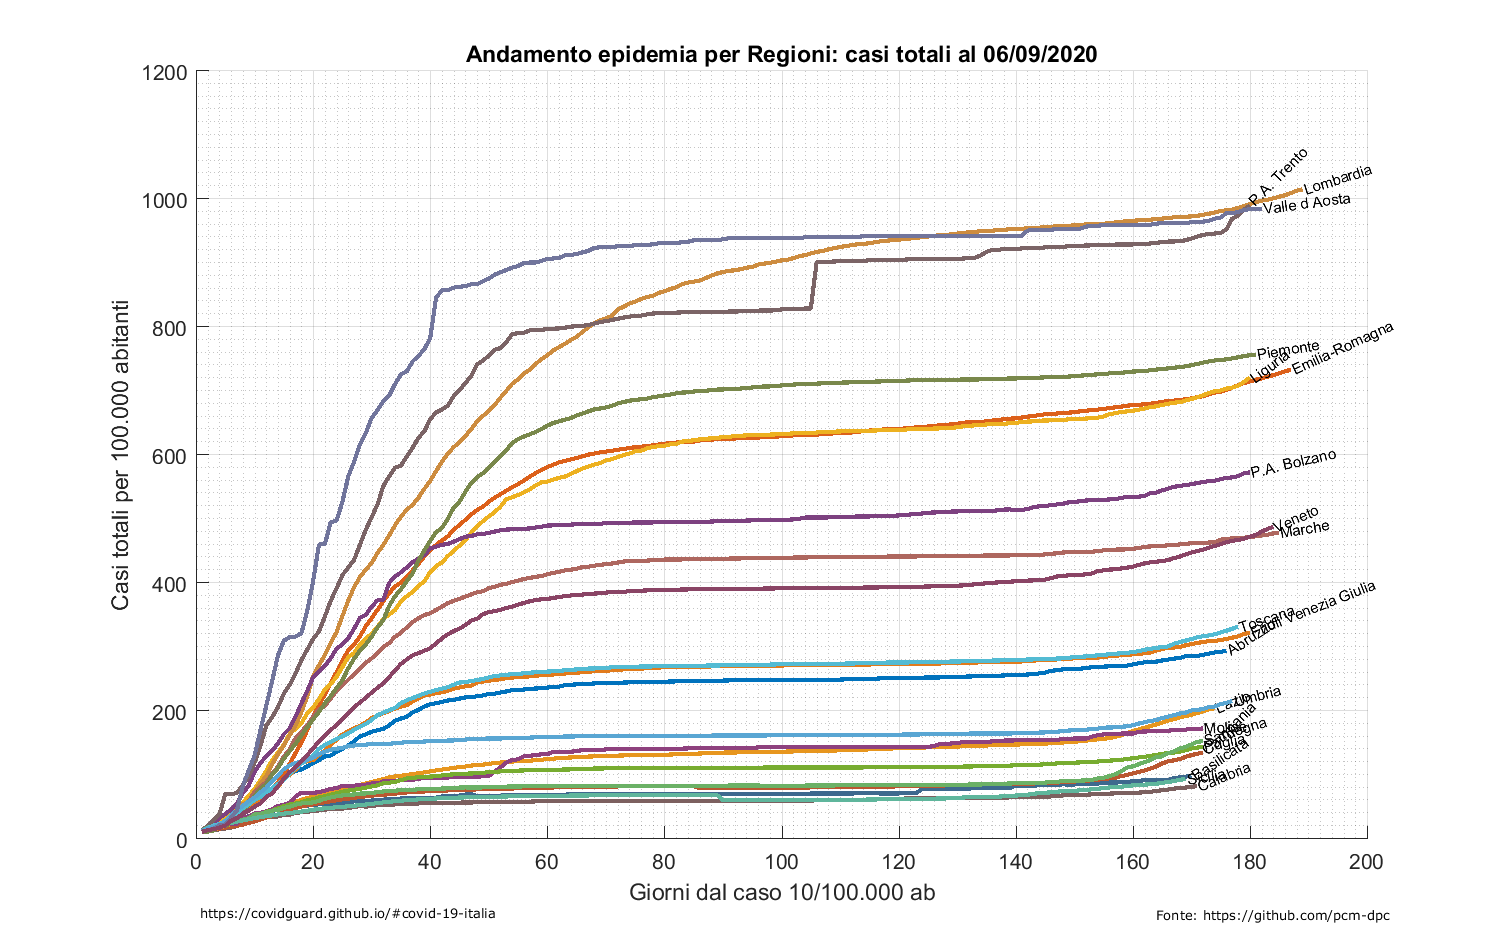 Andamento epidemia per Regioni: casi totali al 06/09/2020
1200
1000
800
600
400
200
0
Casi totali per 100.000 abitanti
P.A. Trento
Lombardia
Valle d Aosta
Piemonte
Liguria
Emilia-Romagna
P.A. Bolzano
Veneto
Marche
Toscana
Friuli Venezia Giulia
Abruzzo
Umbria
Lazio
Molise
Campania
Sardegna
Puglia
Basilicata
Sicilia
Calabria
0 20 40 60 80 100 120 140 160 180 200
Giorni dal caso 10/100.000 ab
https://covidguard.github.io/#covid-19-italia
Fonte: https://github.com/pcm-dpc